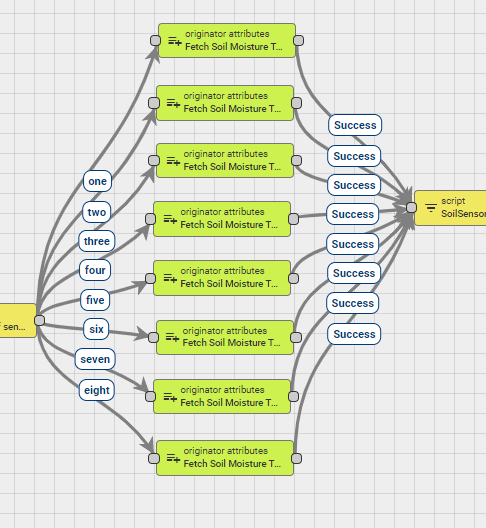 originator attributes
Fetch Soil Moisture T...
originator attributes
Fetch Soil Moisture T...
Success
originator attributes
Fetch Soil Moisture T...
Success
one
Success
script
SoilSensor
two
originator attributes
Fetch Soil Moisture T...
Success
three
Success
four
originator attributes
Fetch Soil Moisture T...
Success
five
Success
f sen...
six
originator attributes
Fetch Soil Moisture T...
Success
seven
eight
originator attributes
Fetch Soil Moisture T...
originator attributes
Fetch Soil Moisture T...